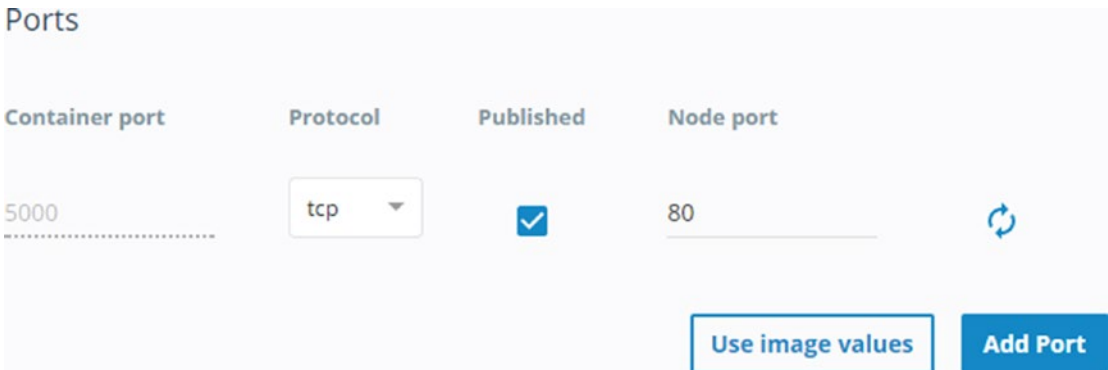 Ports
Container port Protocol Published Node port
5000 tcp 80
Use image values Add Port